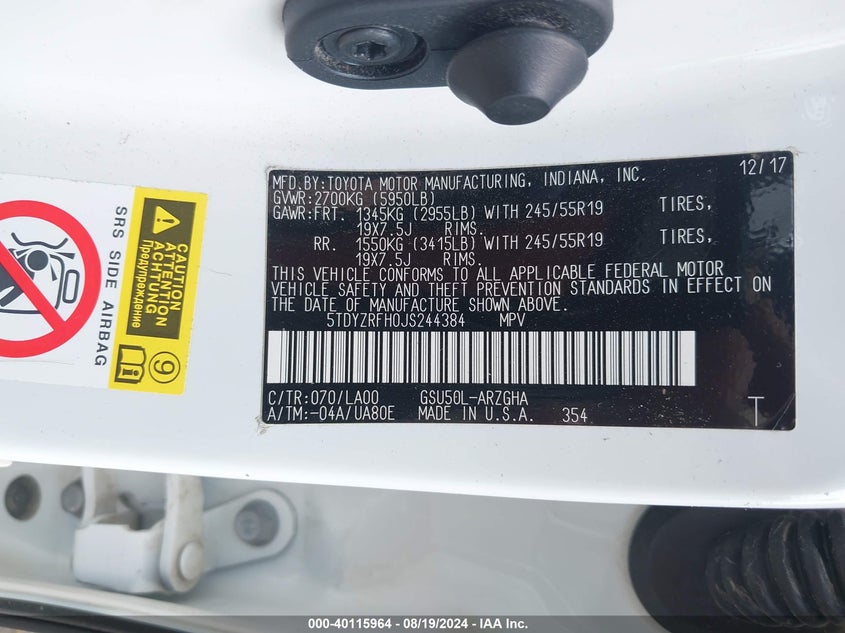 MFD.BY:TOYOTA MOTOR MANUFACTURING, INDIANA, INC. 12/17
GVWR:2700KG (5950LB)
GAWR:FRT. 1345KG (2955LB) WITH 245/55R19 TIRES,
19X7.5J RIMS.
RR. 1550KG (3415LB) WITH 245/55R19 TIRES,
19X7.5J RIMS.
THIS VEHICLE CONFORMS TO ALL APPLICABLE FEDERAL MOTOR
VEHICLE SAFETY AND THEFT PREVENTION STANDARDS IN EFFECT ON
THE DATE OF MANUFACTURE SHOWN ABOVE.
5TDYZRFH0JS244384 MPV
C/TR:070/LA00 GSU50L-ARZGHA
A/TM:-04A/UA80E MADE IN U.S.A. 354 T
SRS SIDE AIRBAG
CAUTION
ATTENTION
ACHTUNG
Предупреждение
i
9
000-40115964 - 08/19/2024 - IAA Inc.